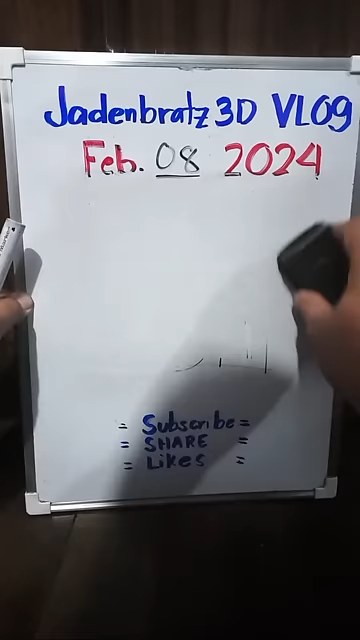 Jadenbratz 3D VLOG
Feb. 08 2024
= Subscribe =
= SHARE =
= Likes =